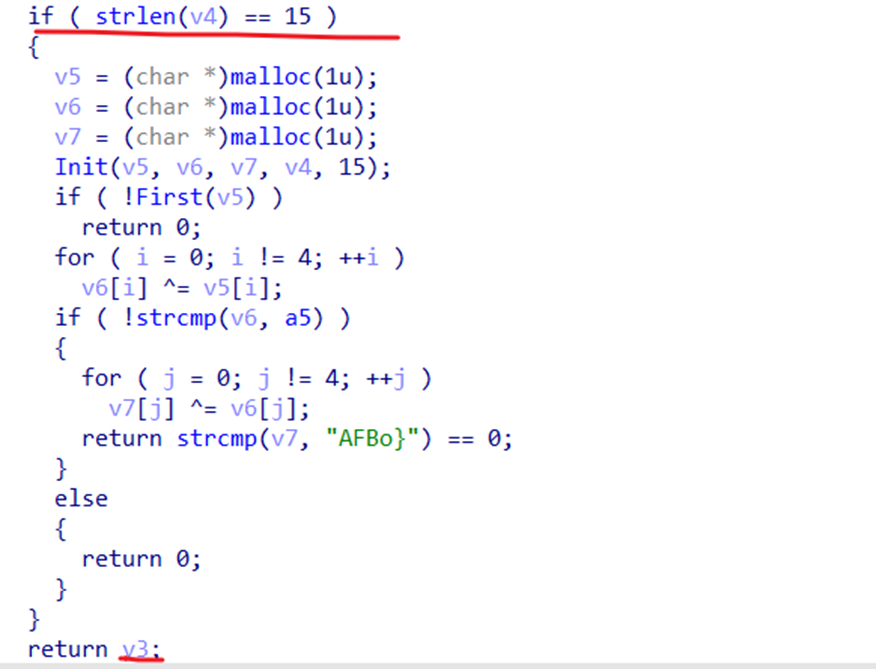 if ( strlen(v4) == 15 )
{
v5 = (char *)malloc(1u);
v6 = (char *)malloc(1u);
v7 = (char *)malloc(1u);
Init(v5, v6, v7, v4, 15);
if ( !First(v5) )
return 0;
for ( i = 0; i != 4; ++i )
v6[i] ^= v5[i];
if ( !strcmp(v6, a5) )
{
for ( j = 0; j != 4; ++j )
v7[j] ^= v6[j];
return strcmp(v7, "AFBo}") == 0;
}
else
{
return 0;
}
}
return v3;